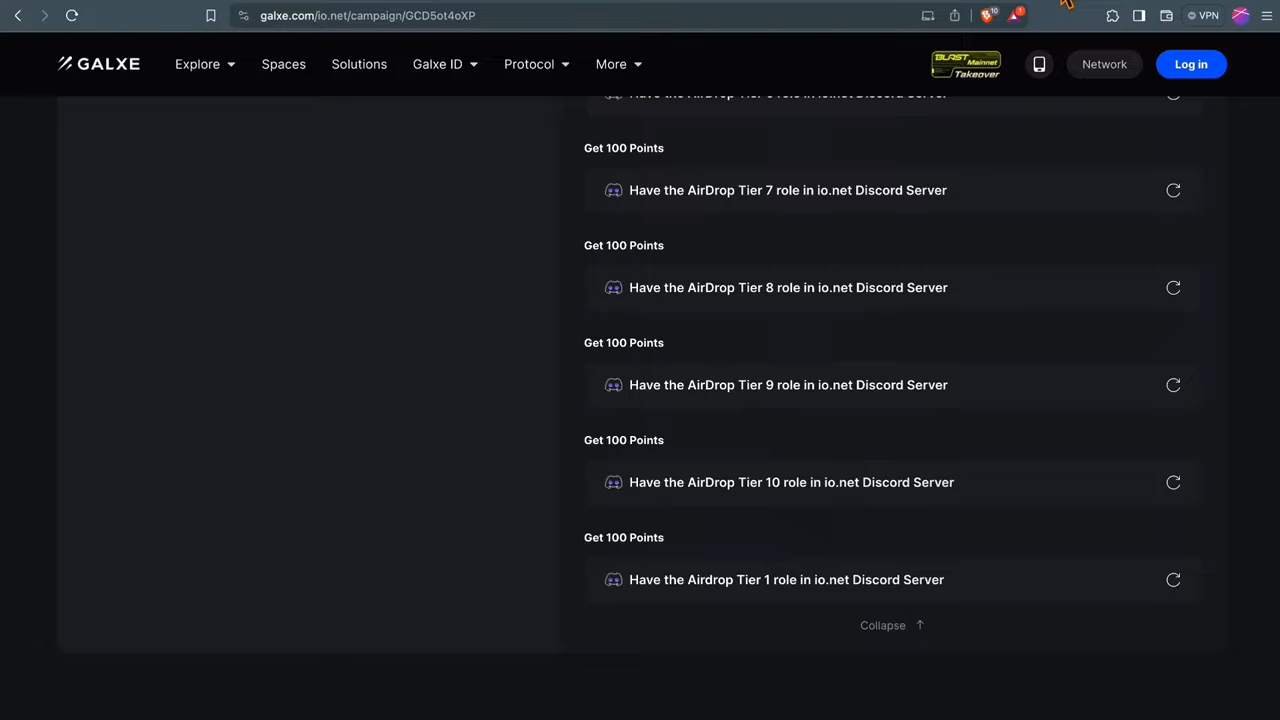 galxe.com/io.net/campaign/GCD5ot4oXP
10
1
VPN
GALXE
Explore
Spaces
Solutions
Galxe ID
Protocol
More
BLAST Mainnet
Takeover
Network
Log in
Get 100 Points
Have the AirDrop Tier 7 role in io.net Discord Server
Get 100 Points
Have the AirDrop Tier 8 role in io.net Discord Server
Get 100 Points
Have the AirDrop Tier 9 role in io.net Discord Server
Get 100 Points
Have the AirDrop Tier 10 role in io.net Discord Server
Get 100 Points
Have the Airdrop Tier 1 role in io.net Discord Server
Collapse